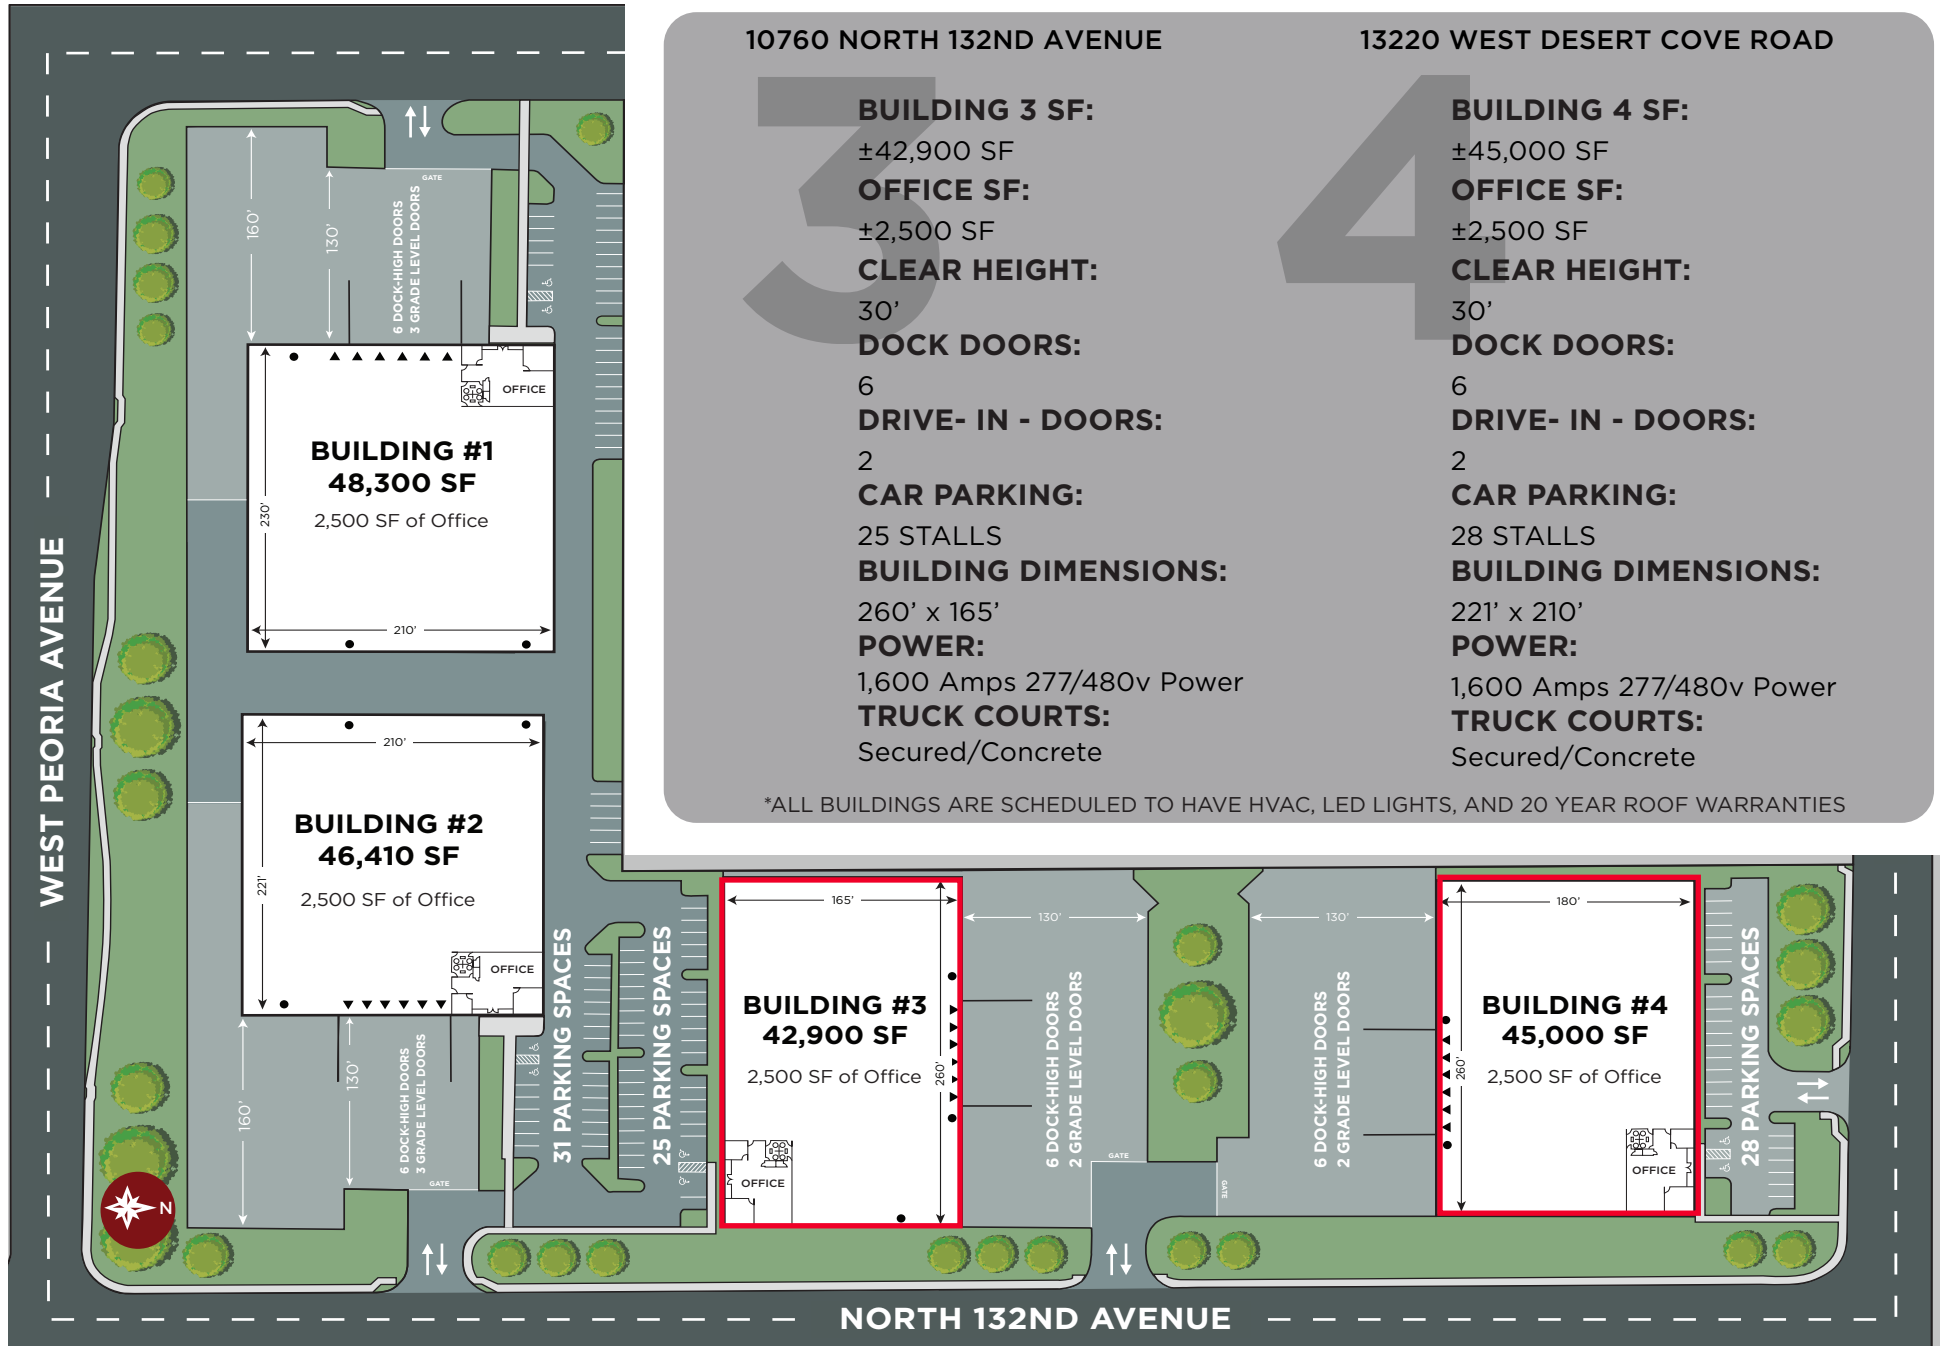 10760 NORTH 132ND AVENUE
BUILDING 3 SF:
±42,900 SF
OFFICE SF:
±2,500 SF
CLEAR HEIGHT:
30’
DOCK DOORS:
6
DRIVE- IN - DOORS:
2
CAR PARKING:
25 STALLS
BUILDING DIMENSIONS:
260’ x 165’
POWER:
1,600 Amps 277/480v Power
TRUCK COURTS:
Secured/Concrete
3
13220 WEST DESERT COVE ROAD
BUILDING 4 SF:
±45,000 SF
OFFICE SF:
±2,500 SF
CLEAR HEIGHT:
30’
DOCK DOORS:
6
DRIVE- IN - DOORS:
2
CAR PARKING:
28 STALLS
BUILDING DIMENSIONS:
221’ x 210’
POWER:
1,600 Amps 277/480v Power
TRUCK COURTS:
Secured/Concrete
4
*ALL BUILDINGS ARE SCHEDULED TO HAVE HVAC, LED LIGHTS, AND 20 YEAR ROOF WARRANTIES
WEST PEORIA AVENUE
160’
130’
GATE
6 DOCK-HIGH DOORS
3 GRADE LEVEL DOORS
OFFICE
BUILDING #1
48,300 SF
2,500 SF of Office
230’
210’
210’
BUILDING #2
46,410 SF
2,500 SF of Office
221’
OFFICE
160’
130’
6 DOCK-HIGH DOORS
3 GRADE LEVEL DOORS
GATE
31 PARKING SPACES
25 PARKING SPACES
165’
BUILDING #3
42,900 SF
2,500 SF of Office
260’
OFFICE
130’
6 DOCK-HIGH DOORS
2 GRADE LEVEL DOORS
GATE
130’
6 DOCK-HIGH DOORS
2 GRADE LEVEL DOORS
GATE
180’
BUILDING #4
45,000 SF
2,500 SF of Office
260’
OFFICE
28 PARKING SPACES
N
NORTH 132ND AVENUE